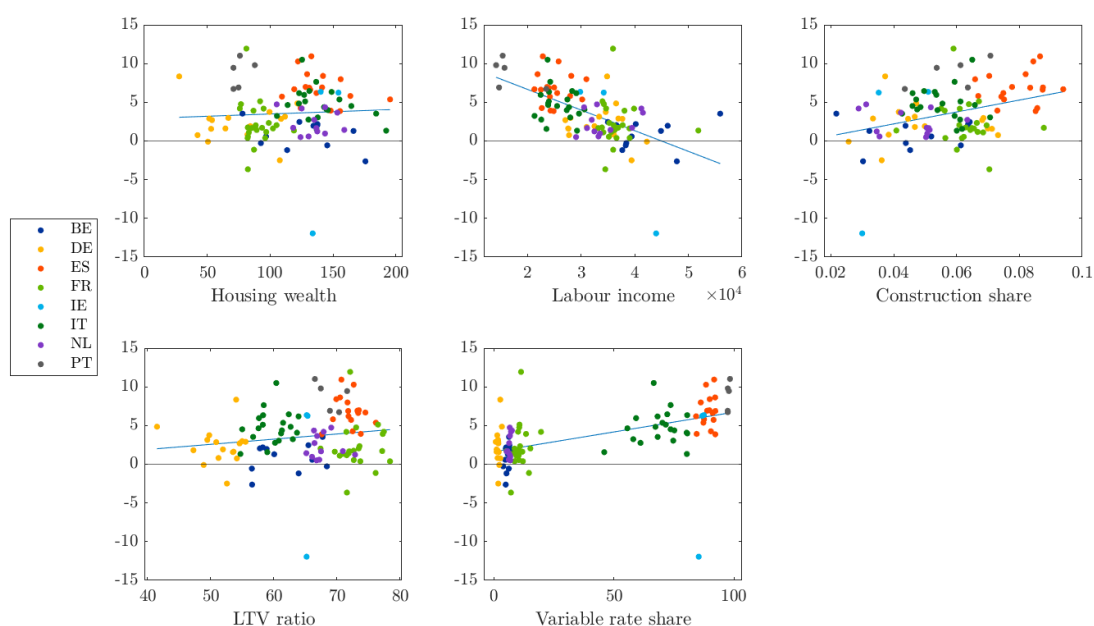 15
10
5
0
-5
-10
-15
0 50 100 150 200
Housing wealth
15
10
5
0
-5
-10
-15
2 3 4 5 6
Labour income ×10⁴
15
10
5
0
-5
-10
-15
0.02 0.04 0.06 0.08 0.1
Construction share
BE
DE
ES
FR
IE
IT
NL
PT
15
10
5
0
-5
-10
-15
40 50 60 70 80
LTV ratio
15
10
5
0
-5
-10
-15
0 50 100
Variable rate share